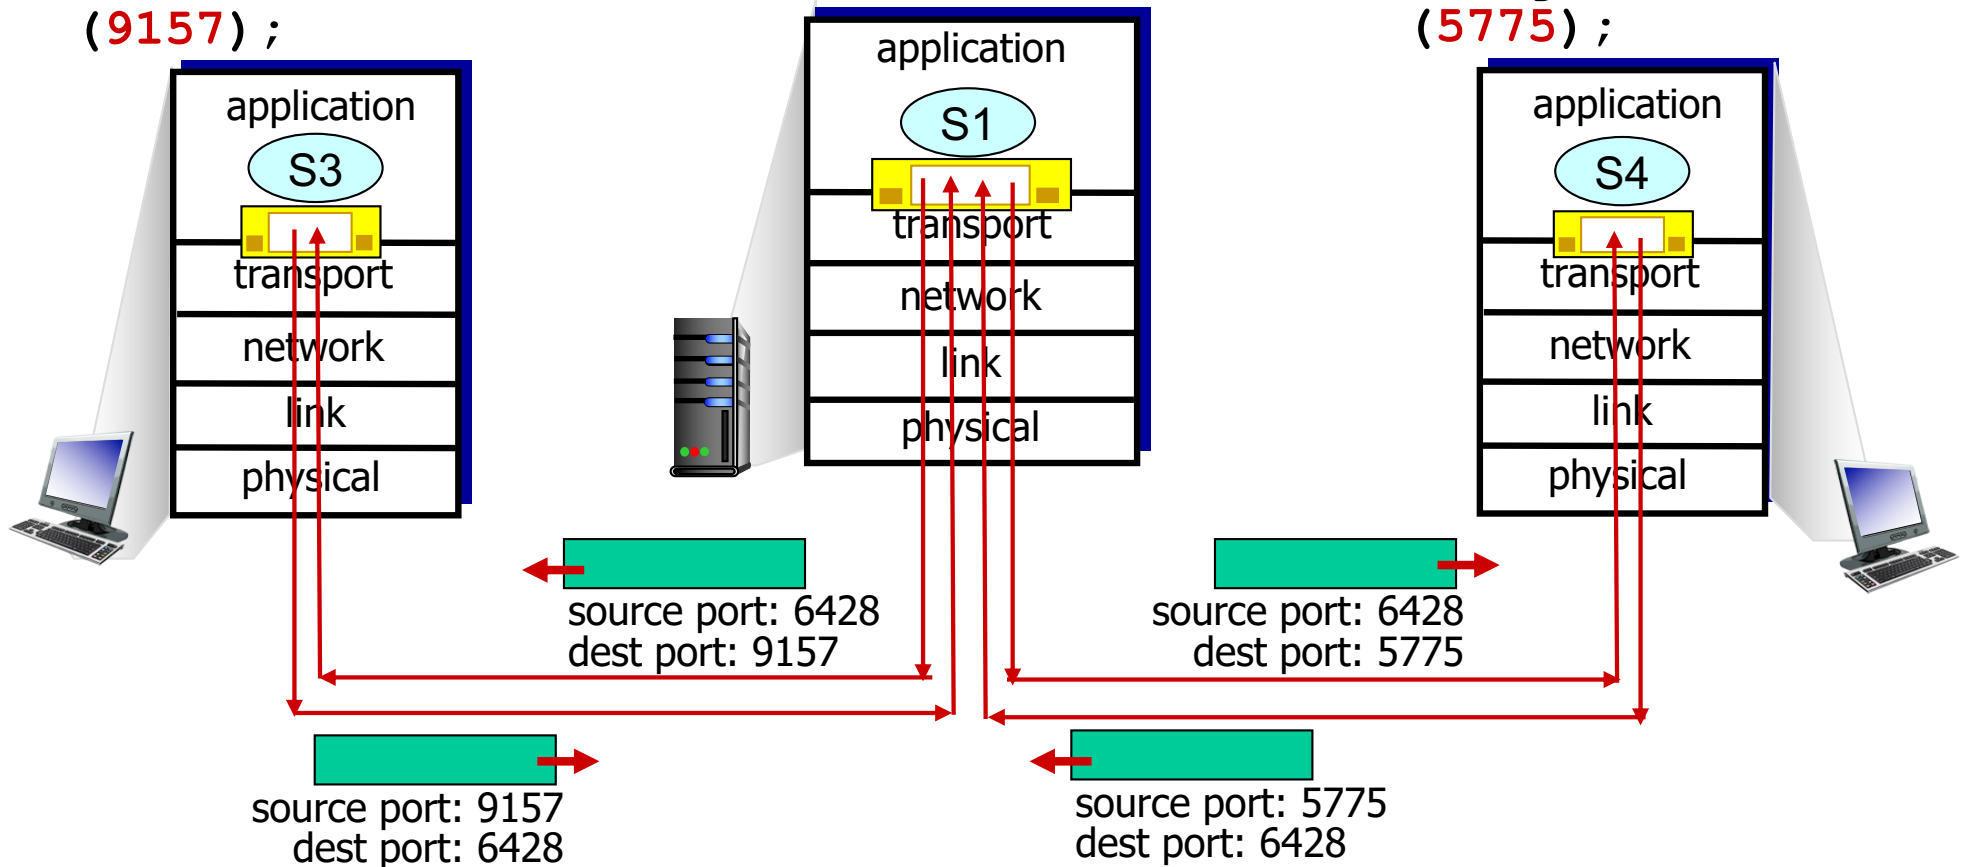 (9157);
(5775);
application
S3
transport
network
link
physical
application
S1
transport
network
link
physical
application
S4
transport
network
link
physical
source port: 6428
dest port: 9157
source port: 6428
dest port: 5775
source port: 9157
dest port: 6428
source port: 5775
dest port: 6428